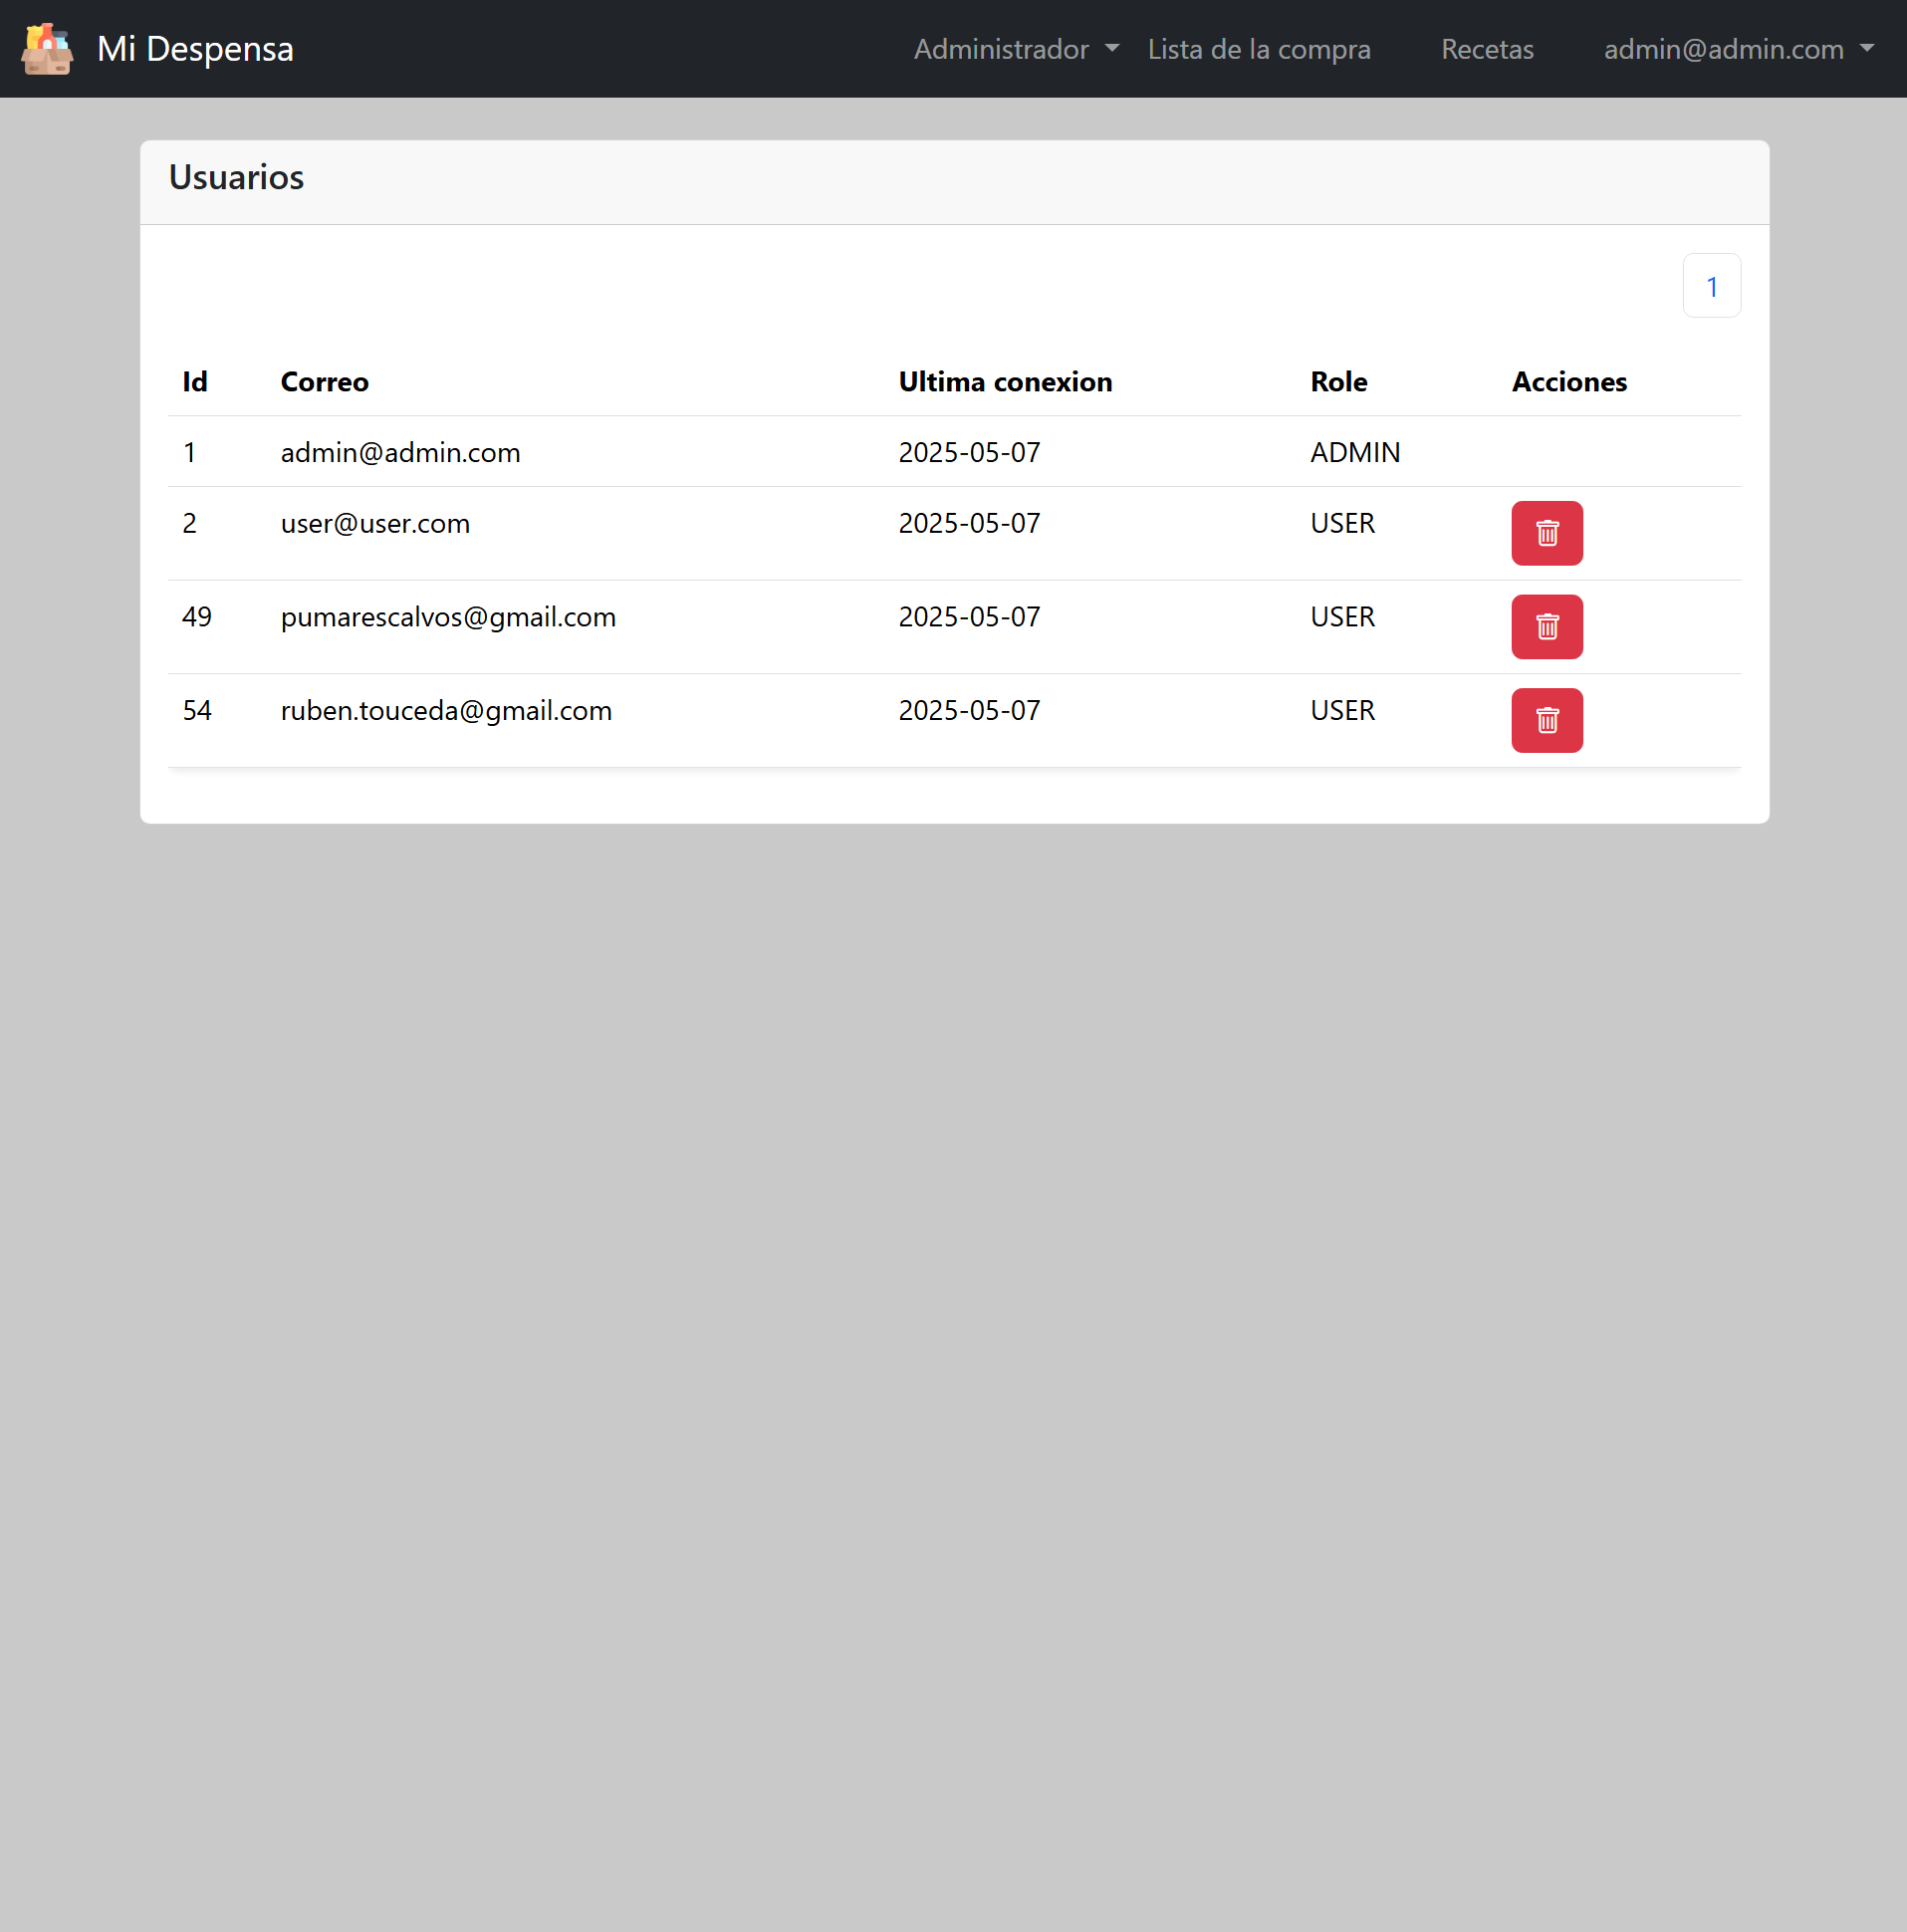 Mi Despensa Administrador Lista de la compra Recetas admin@admin.com
Usuarios
1
Id Correo Ultima conexion Role Acciones
1 admin@admin.com 2025-05-07 ADMIN
2 user@user.com 2025-05-07 USER
49 pumarescalvos@gmail.com 2025-05-07 USER
54 ruben.touceda@gmail.com 2025-05-07 USER